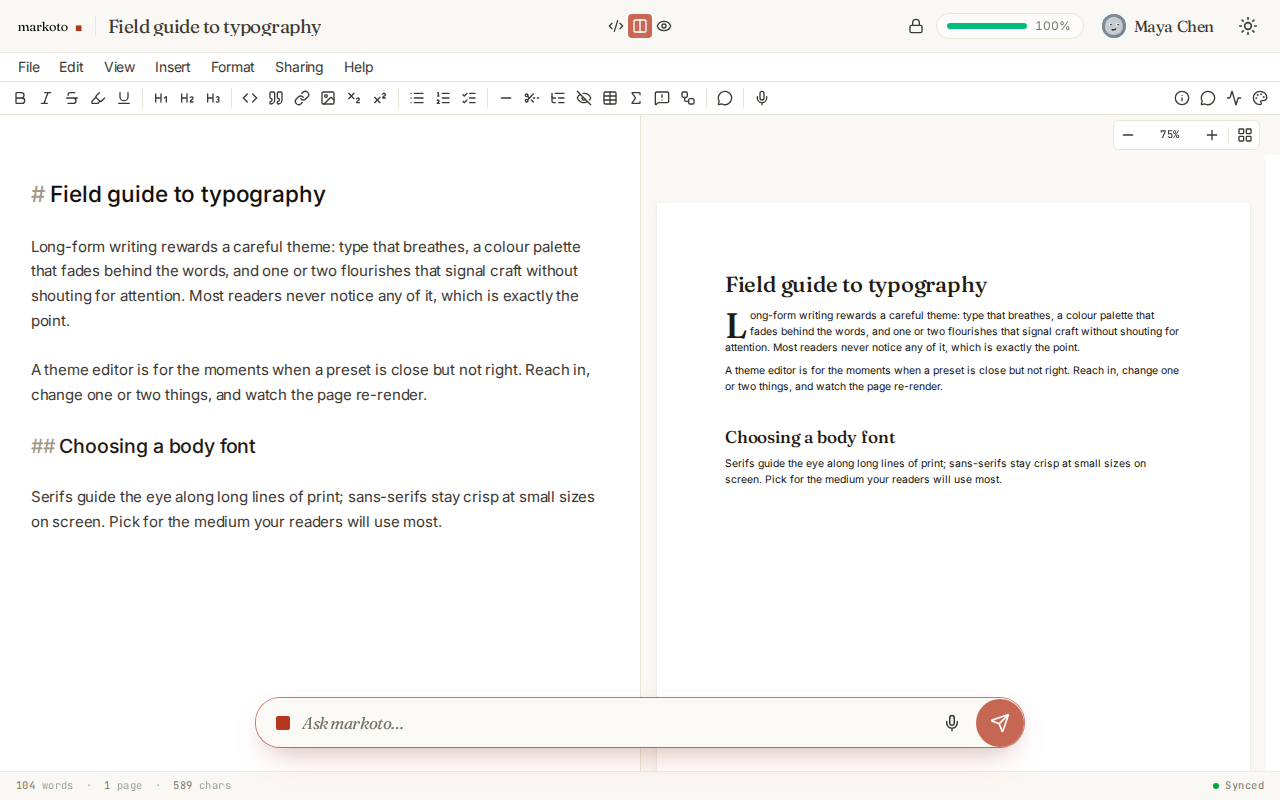 markoto
Field guide to typography
100%
Maya Chen
File Edit View Insert Format Sharing Help
H1 H2 H3
75%
# Field guide to typography
Long-form writing rewards a careful theme: type that breathes, a colour palette
that fades behind the words, and one or two flourishes that signal craft without
shouting for attention. Most readers never notice any of it, which is exactly the
point.
A theme editor is for the moments when a preset is close but not right. Reach in,
change one or two things, and watch the page re-render.
## Choosing a body font
Serifs guide the eye along long lines of print; sans-serifs stay crisp at small sizes
on screen. Pick for the medium your readers will use most.
Field guide to typography
Long-form writing rewards a careful theme: type that breathes, a colour palette that
fades behind the words, and one or two flourishes that signal craft without shouting for
attention. Most readers never notice any of it, which is exactly the point.
A theme editor is for the moments when a preset is close but not right. Reach in, change one
or two things, and watch the page re-render.
Choosing a body font
Serifs guide the eye along long lines of print; sans-serifs stay crisp at small sizes on
screen. Pick for the medium your readers will use most.
Ask markoto...
104 words · 1 page · 589 chars
Synced